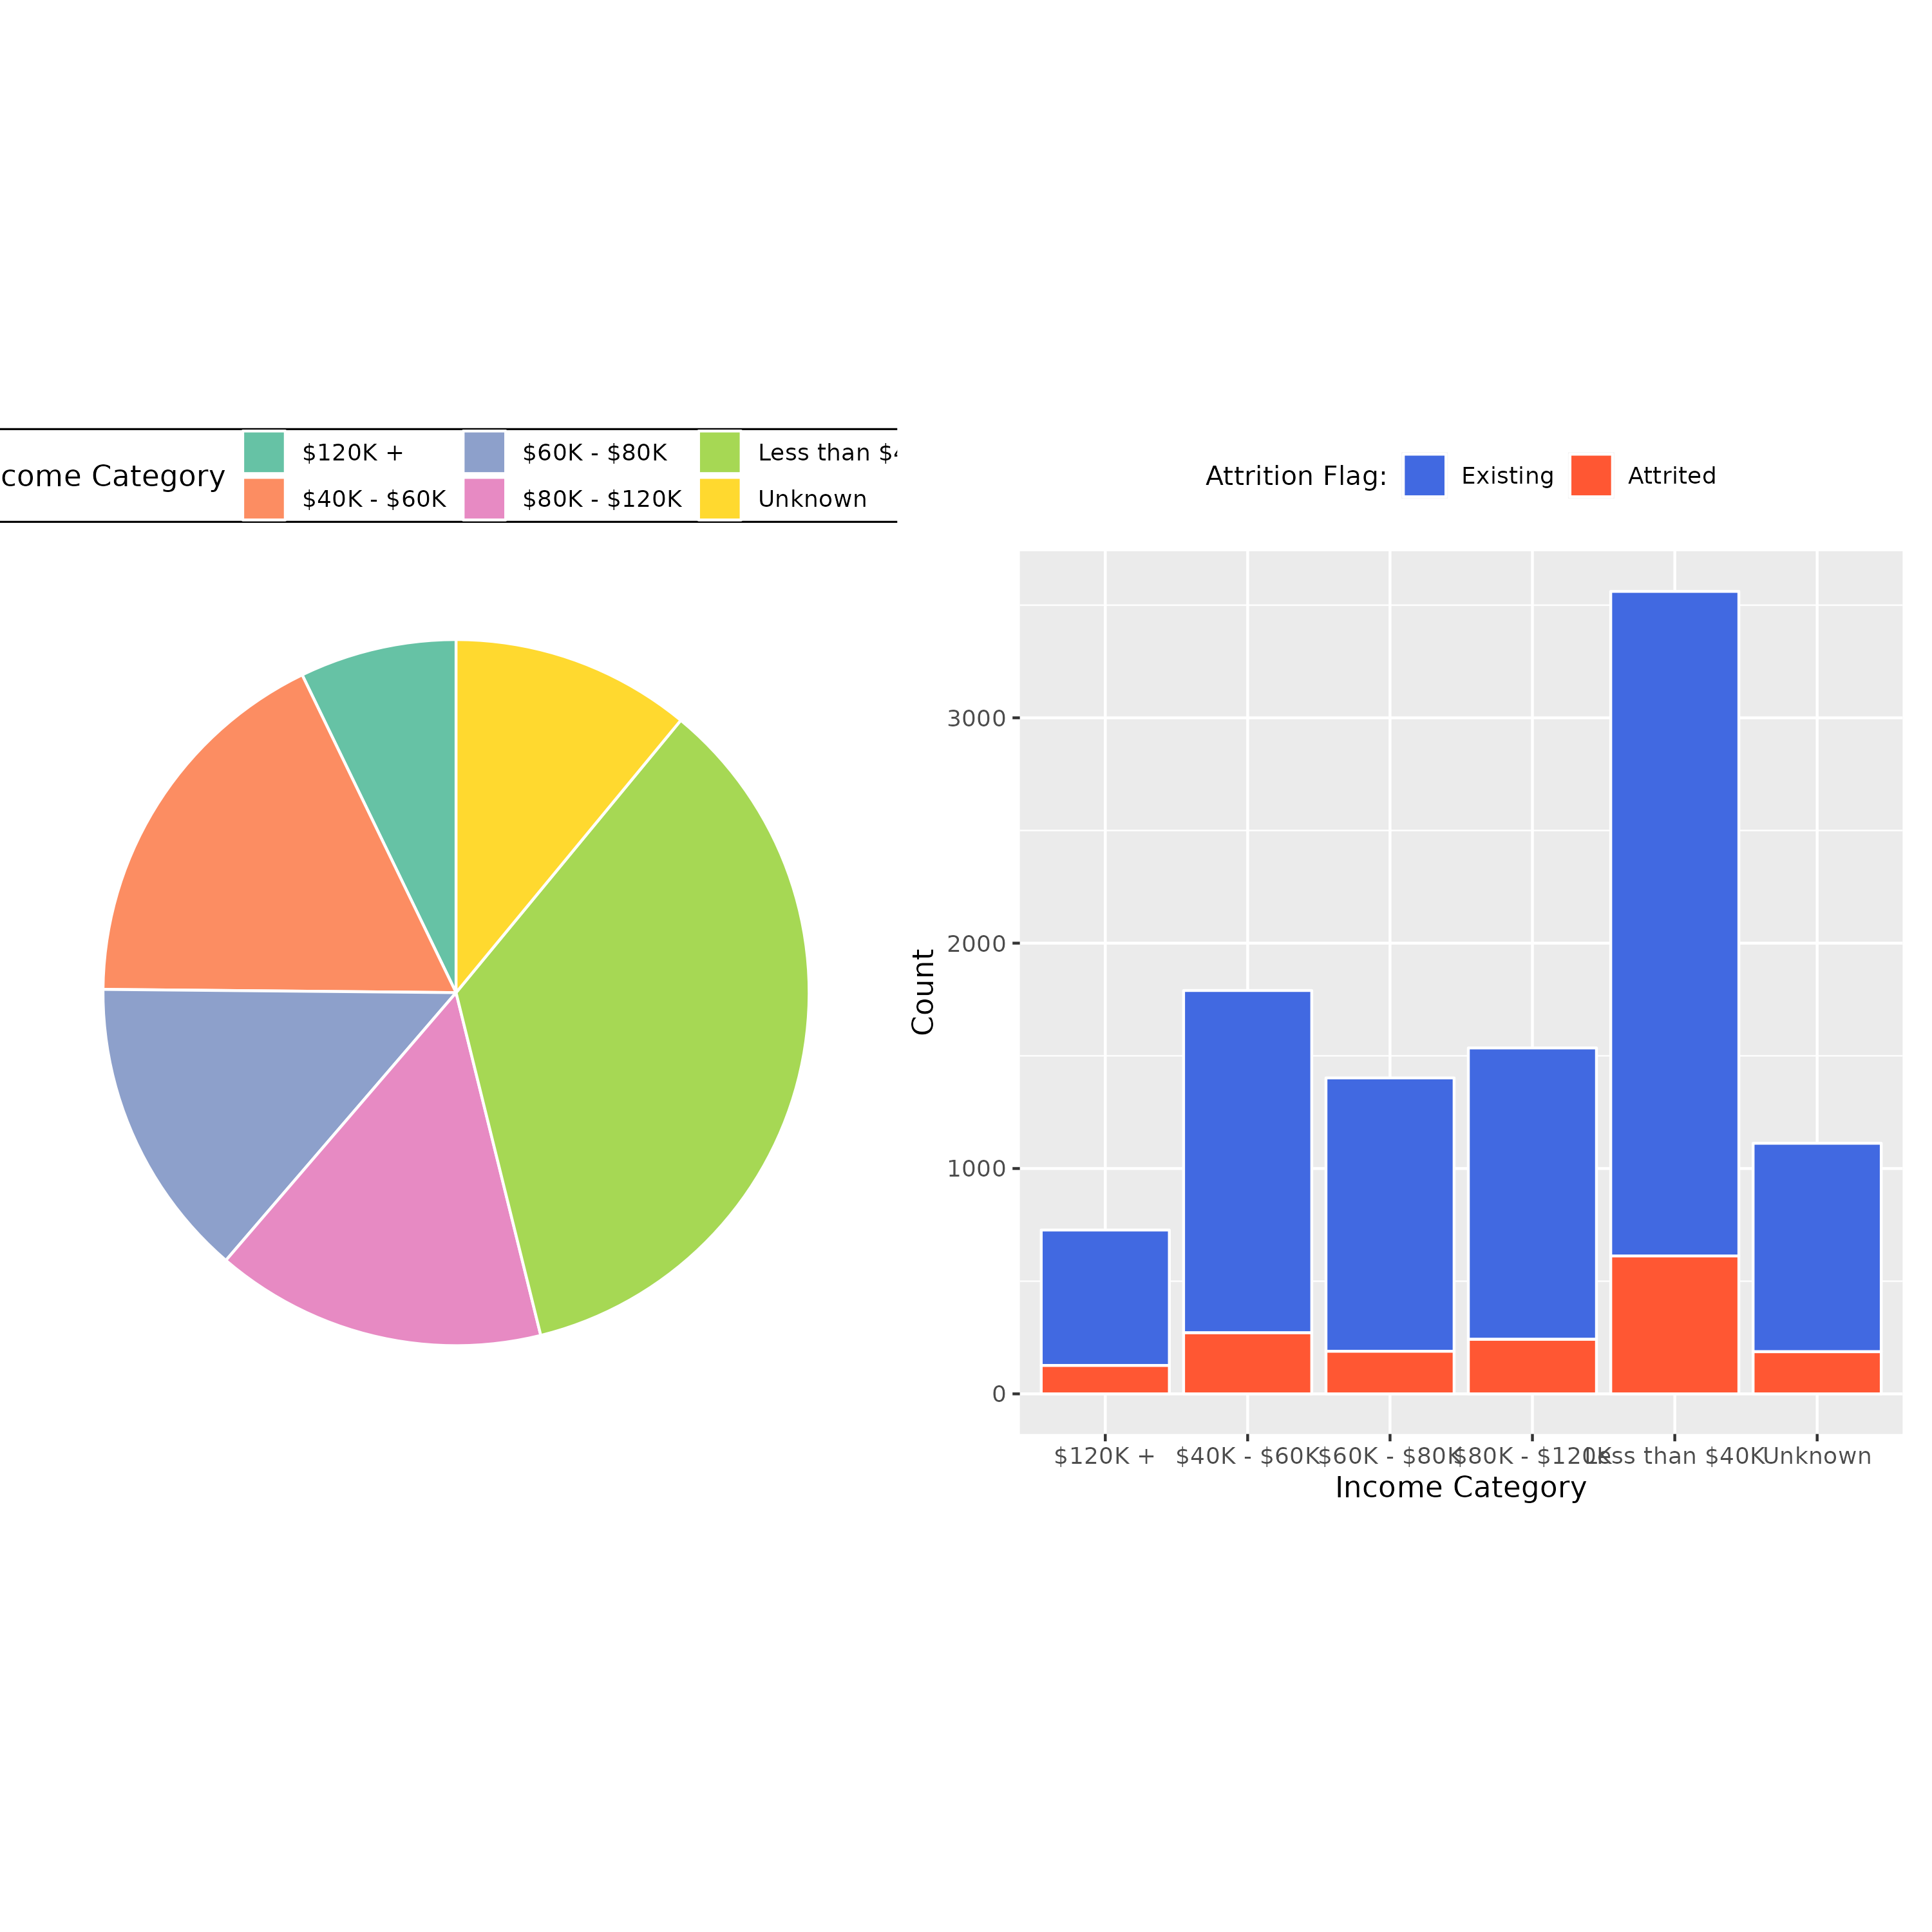 come Category
$120K +
$60K - $80K
Less than $
$40K - $60K
$80K - $120K
Unknown
Attrition Flag:
Existing
Attrited
3000
2000
1000
0
Count
$120K +
$40K - $60K
$60K - $80K
$80K - $120K
Less than $40K
Unknown
Income Category